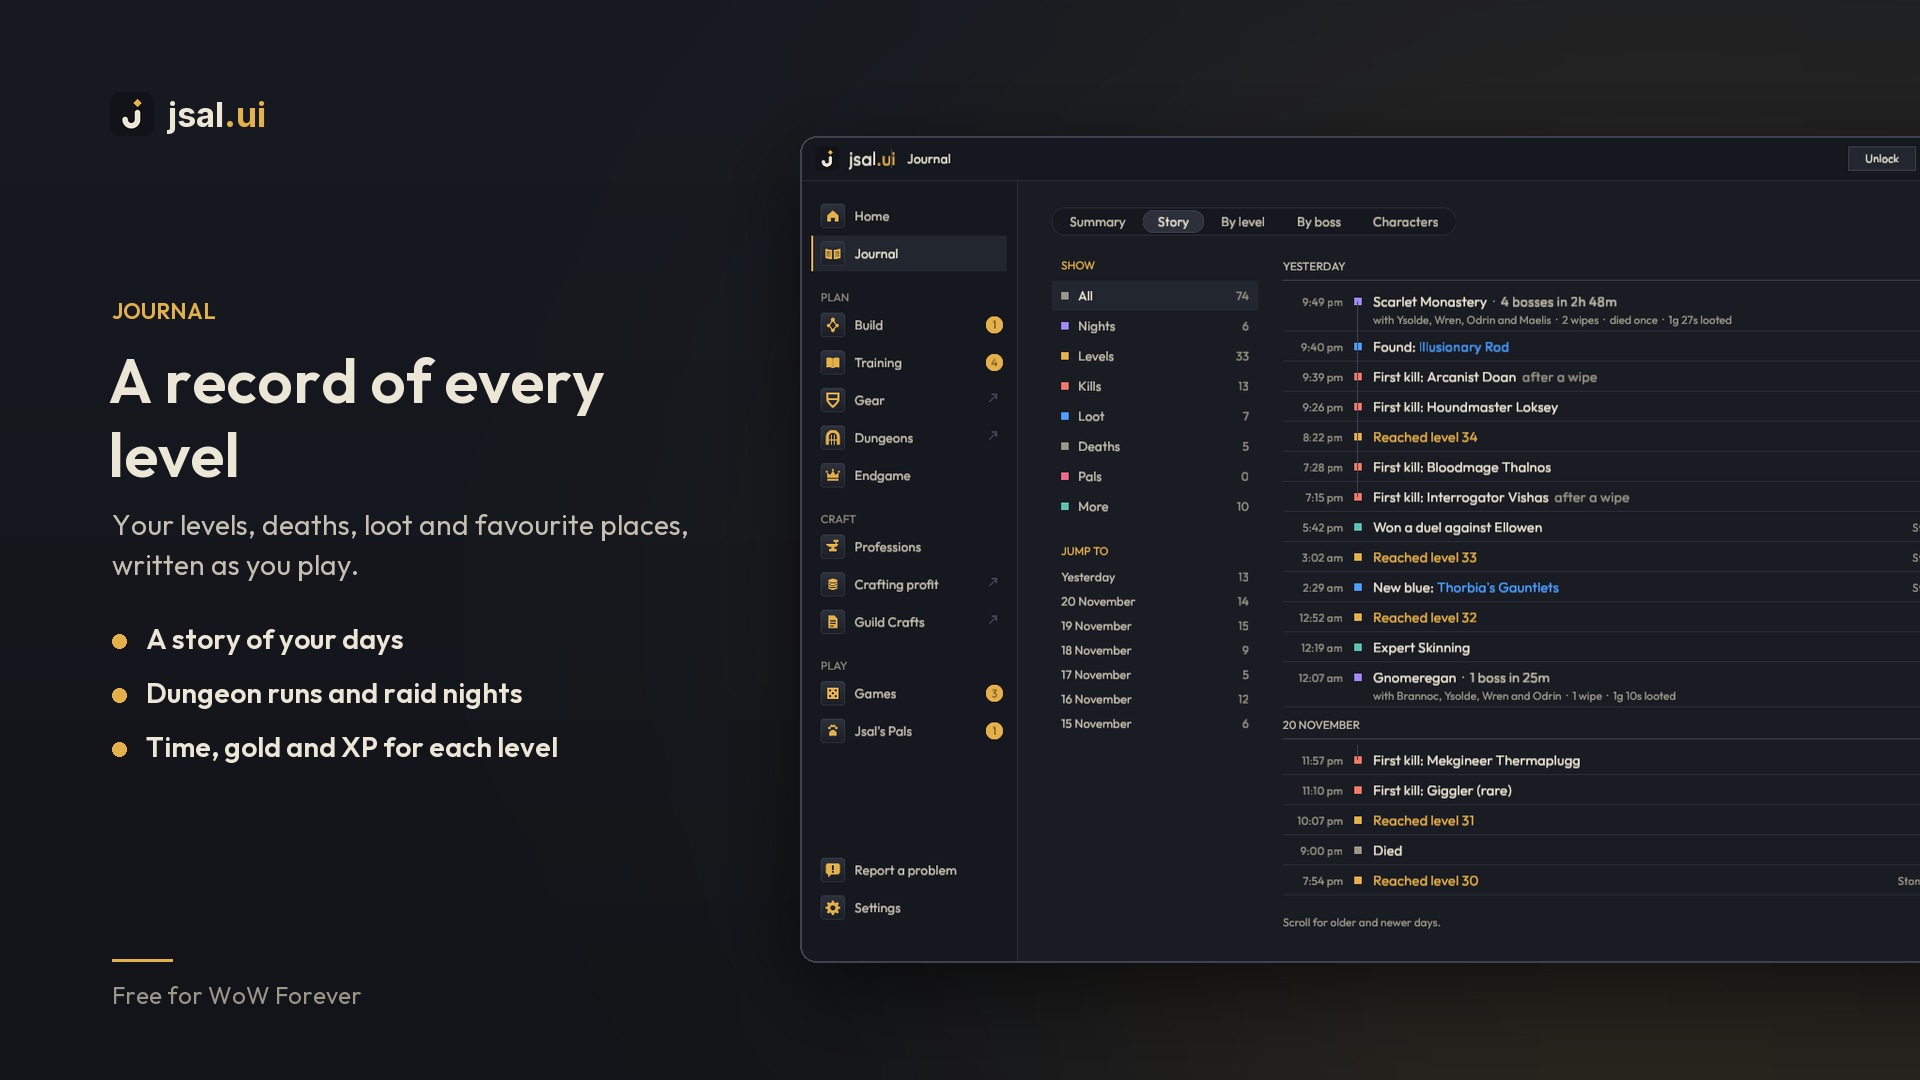 jsal.ui
JOURNAL
A record of every
level
Your levels, deaths, loot and favourite places,
written as you play.
A story of your days
Dungeon runs and raid nights
Time, gold and XP for each level
Free for WoW Forever
jsal.ui Journal
Unlock
Home
Journal
PLAN
Build 1
Training 4
Gear
Dungeons
Endgame
CRAFT
Professions
Crafting profit
Guild Crafts
PLAY
Games 3
Jsal's Pals 1
Report a problem
Settings
Summary Story By level By boss Characters
SHOW
All 74
Nights 6
Levels 33
Kills 13
Loot 7
Deaths 5
Pals 0
More 10
JUMP TO
Yesterday 13
20 November 14
19 November 15
18 November 9
17 November 5
16 November 12
15 November 6
YESTERDAY
9:49 pm Scarlet Monastery · 4 bosses in 2h 48m
with Ysolde, Wren, Odrin and Maelis · 2 wipes · died once · 1g 27s looted
9:40 pm Found: Illusionary Rod
9:39 pm First kill: Arcanist Doan after a wipe
9:26 pm First kill: Houndmaster Loksey
8:22 pm Reached level 34
7:28 pm First kill: Bloodmage Thalnos
7:15 pm First kill: Interrogator Vishas after a wipe
5:42 pm Won a duel against Ellowen
3:02 am Reached level 33
2:29 am New blue: Thorbia's Gauntlets
12:52 am Reached level 32
12:19 am Expert Skinning
12:07 am Gnomeregan · 1 boss in 25m
with Brannoc, Ysolde, Wren and Odrin · 1 wipe · 1g 10s looted
20 NOVEMBER
11:57 pm First kill: Mekgineer Thermaplugg
11:10 pm First kill: Giggler (rare)
10:07 pm Reached level 31
9:00 pm Died
7:54 pm Reached level 30
Scroll for older and newer days.